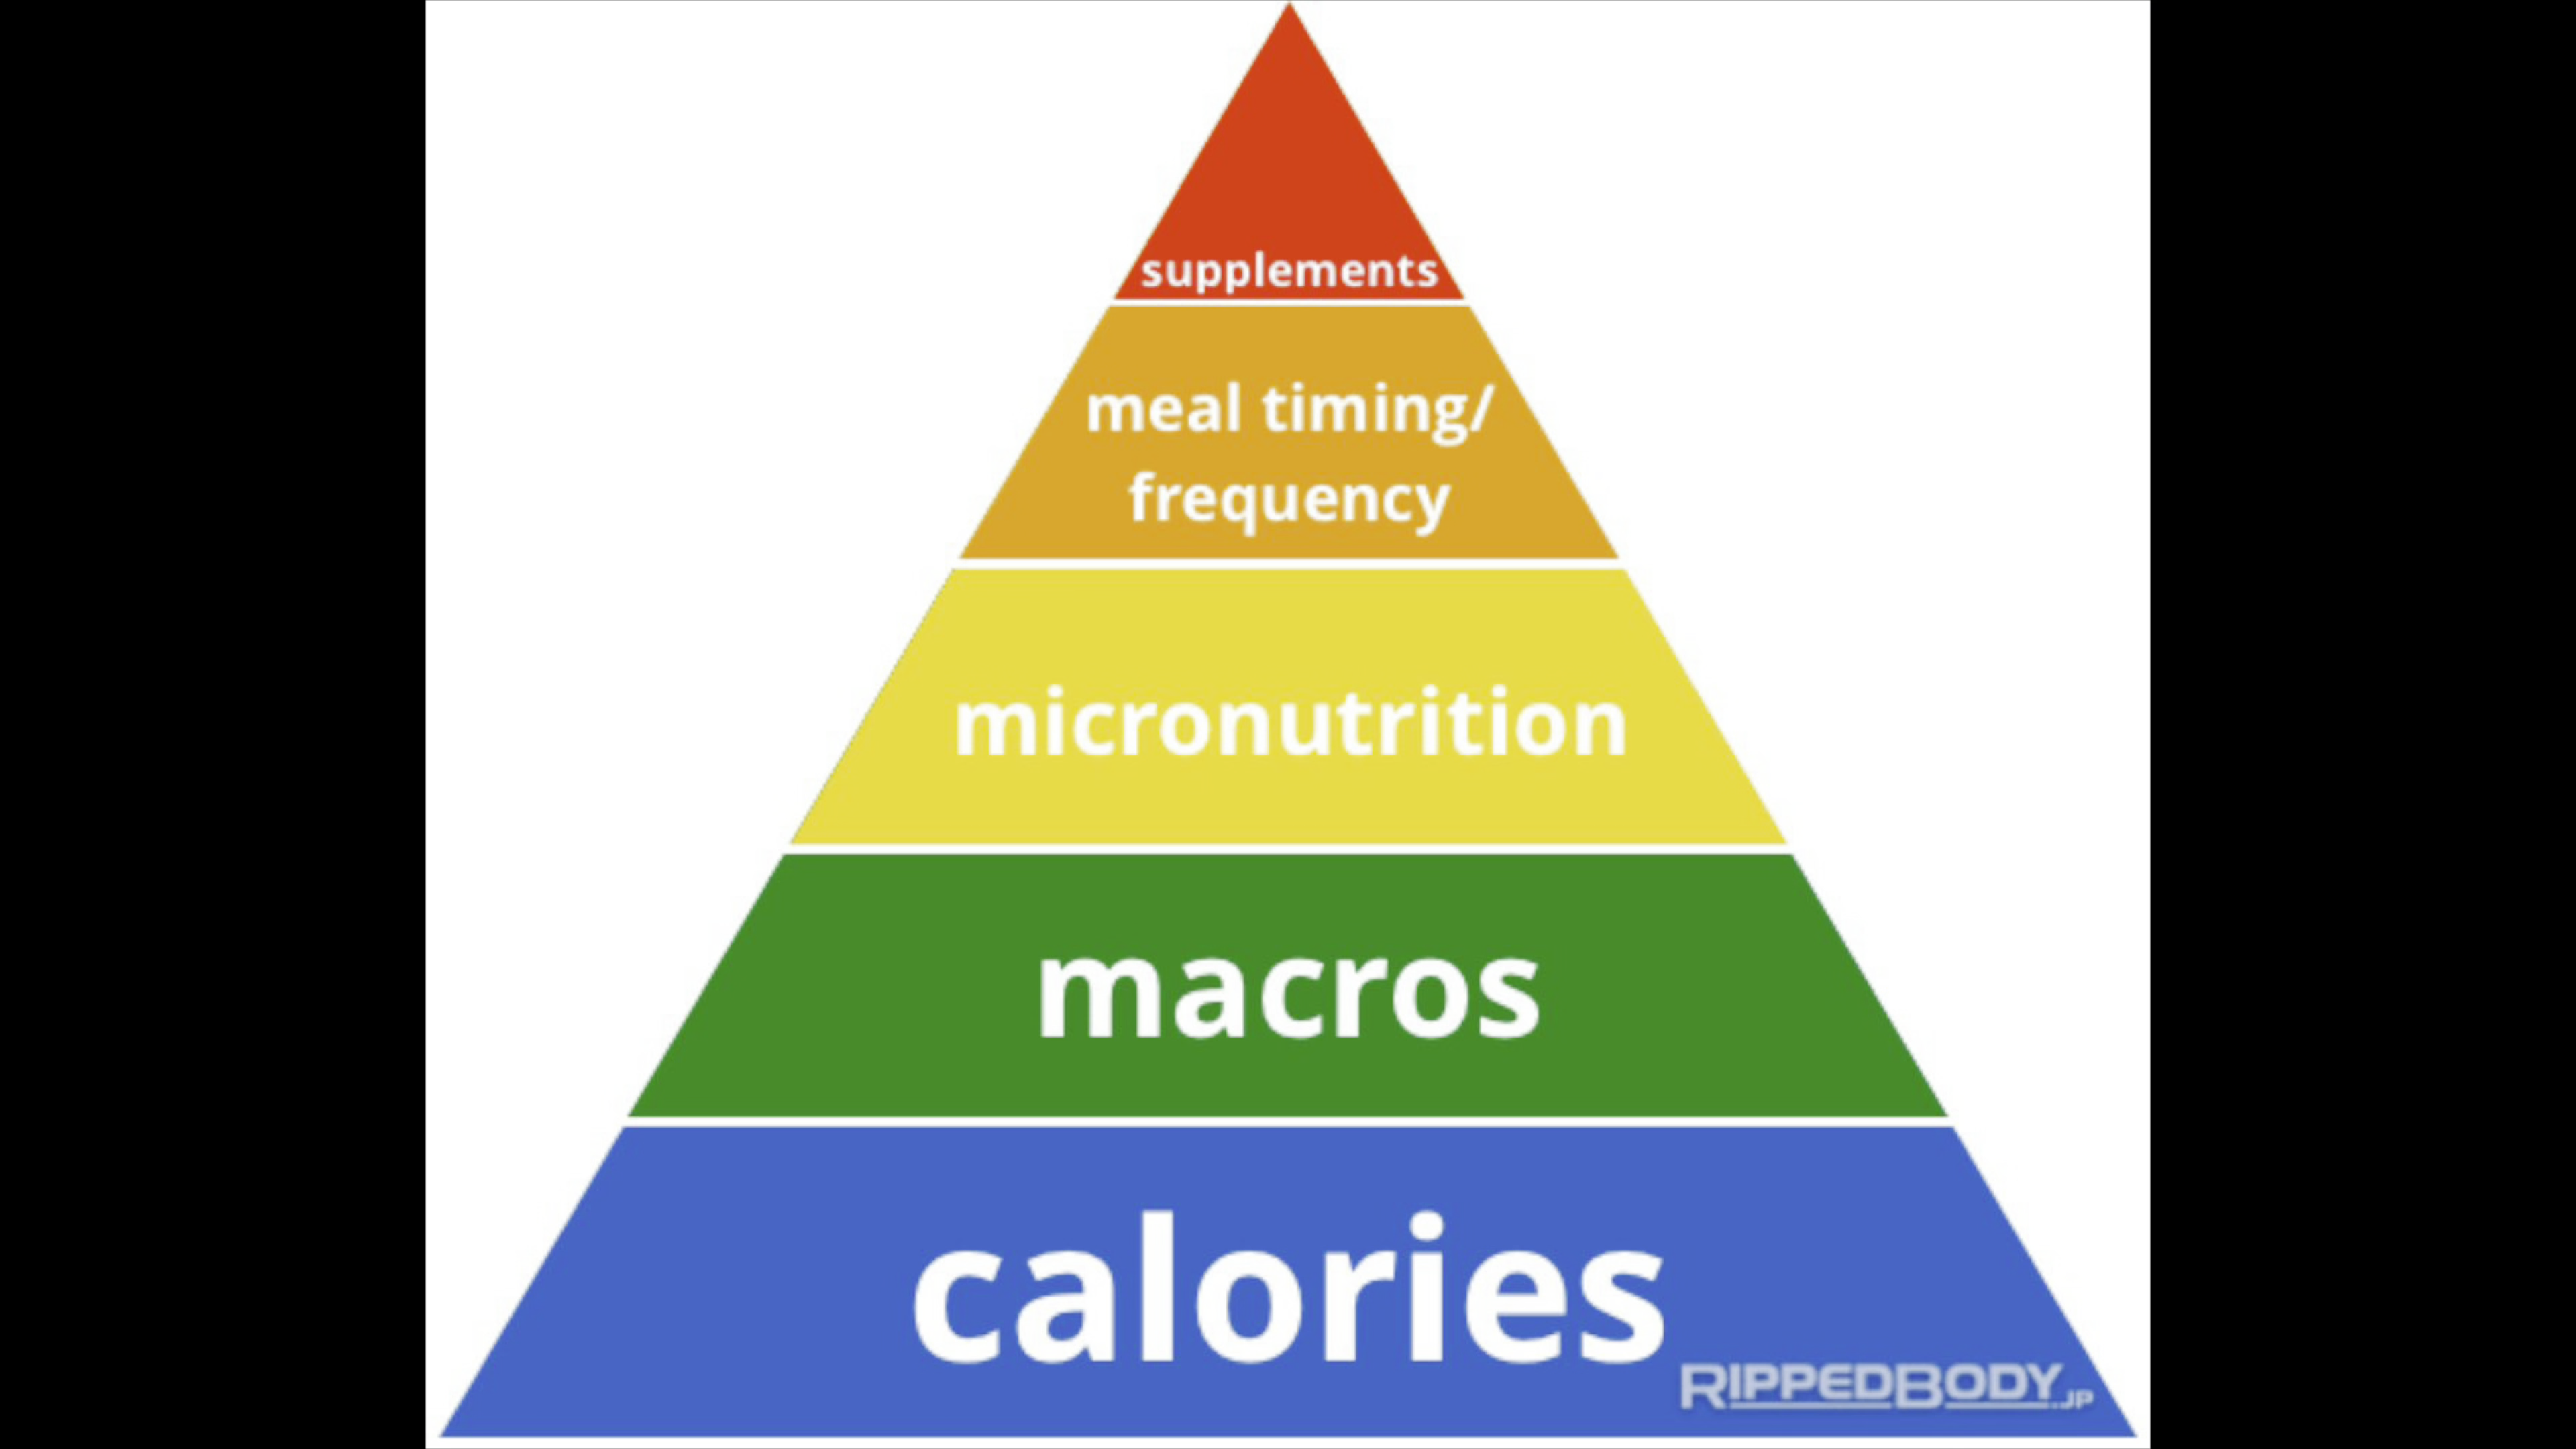 supplements
meal timing/
frequency
micronutrition
macros
calories
RIPPEDBODY.JP